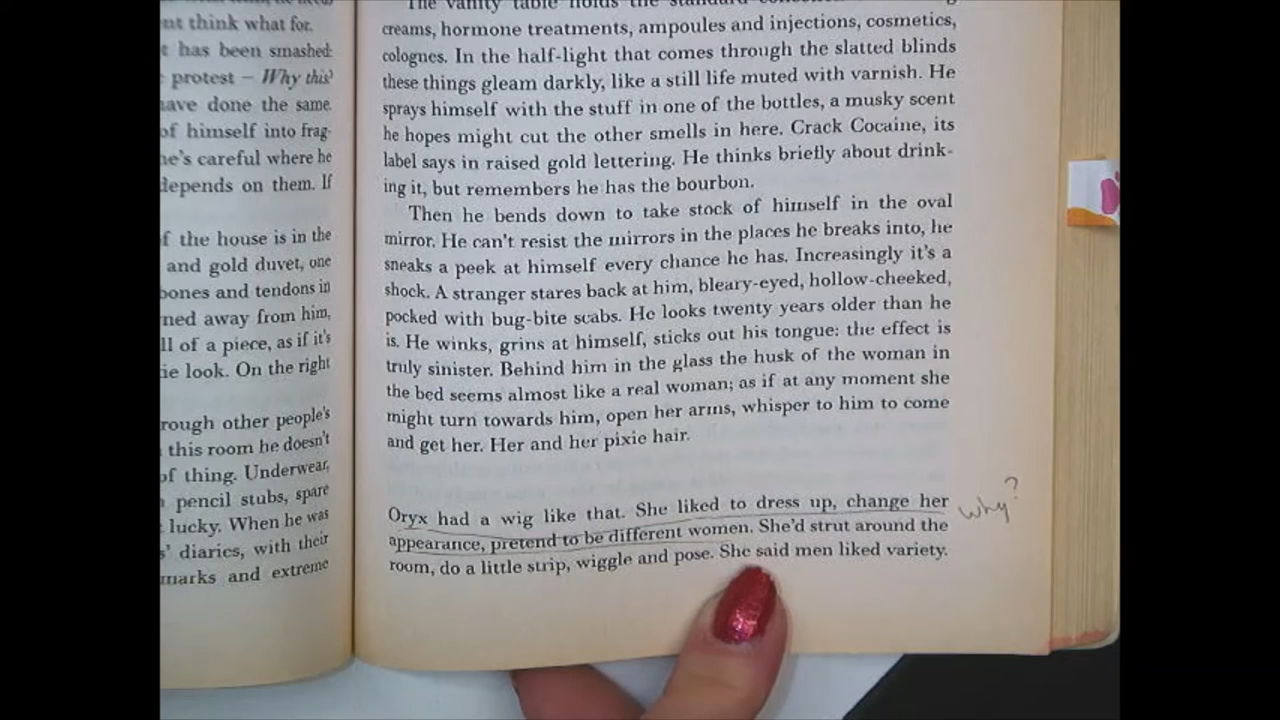 ent think what for.
t has been smashed:
protest – Why this?
have done the same.
of himself into frag-
he's careful where he
depends on them. If
f the house is in the
and gold duvet, one
bones and tendons in
ned away from him,
ll of a piece, as if it's
ie look. On the right
rough other people's
this room he doesn't
of thing. Underwear,
pencil stubs, spare
lucky. When he was
s' diaries, with their
marks and extreme
The vanity table holds the standard
creams, hormone treatments, ampoules and injections, cosmetics,
colognes. In the half-light that comes through the slatted blinds
these things gleam darkly, like a still life muted with varnish. He
sprays himself with the stuff in one of the bottles, a musky scent
he hopes might cut the other smells in here. Crack Cocaine, its
label says in raised gold lettering. He thinks briefly about drink-
ing it, but remembers he has the bourbon.
Then he bends down to take stock of himself in the oval
mirror. He can't resist the mirrors in the places he breaks into, he
sneaks a peek at himself every chance he has. Increasingly it's a
shock. A stranger stares back at him, bleary-eyed, hollow-cheeked,
pocked with bug-bite scabs. He looks twenty years older than he
is. He winks, grins at himself, sticks out his tongue: the effect is
truly sinister. Behind him in the glass the husk of the woman in
the bed seems almost like a real woman; as if at any moment she
might turn towards him, open her arms, whisper to him to come
and get her. Her and her pixie hair.
Oryx had a wig like that. She liked to dress up, change her
appearance, pretend to be different women. She'd strut around the
room, do a little strip, wiggle and pose. She said men liked variety.
why?